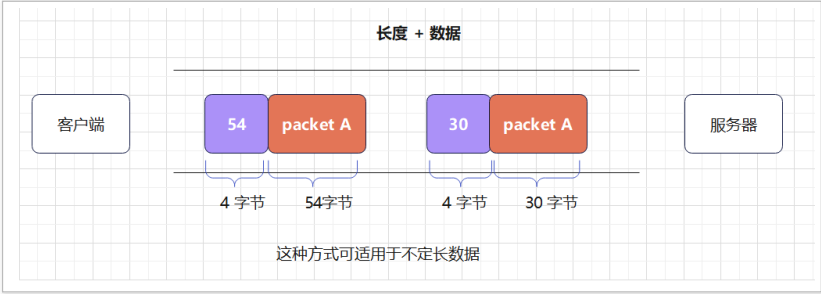 长度 + 数据
客户端
54
packet A
30
packet A
服务器
4 字节
54字节
4 字节
30 字节
这种方式可适用于不定长数据